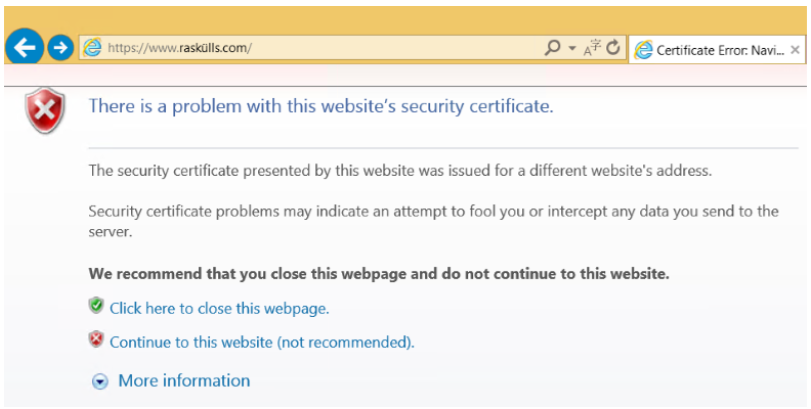 https://www.raskülls.com/
A字
Certificate Error: Navi...
There is a problem with this website's security certificate.
The security certificate presented by this website was issued for a different website's address.
Security certificate problems may indicate an attempt to fool you or intercept any data you send to the
server.
We recommend that you close this webpage and do not continue to this website.
Click here to close this webpage.
Continue to this website (not recommended).
More information